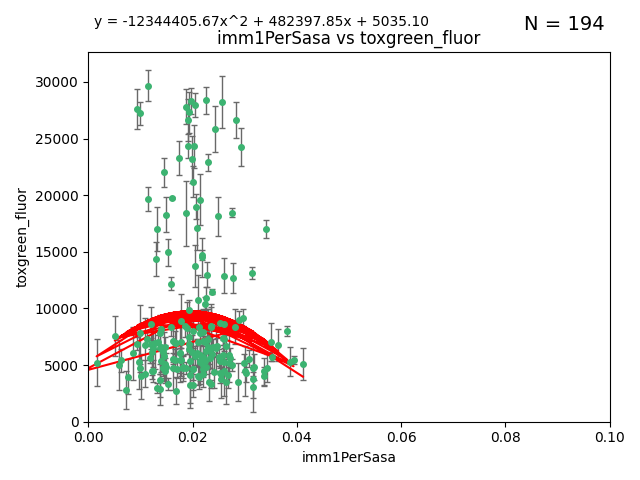 y = -12344405.67x^2 + 482397.85x + 5035.10
N = 194
imm1PerSasa vs toxgreen_fluor
30000
25000
20000
15000
10000
5000
0
toxgreen_fluor
0.00 0.02 0.04 0.06 0.08 0.10
imm1PerSasa